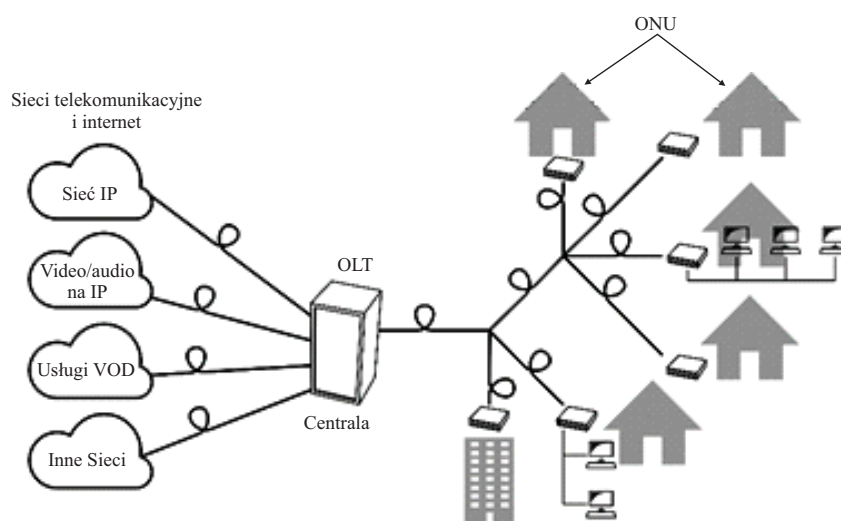 ONU
Sieci telekomunikacyjne
i internet
Sieć IP
Video/audio
na IP
OLT
Usługi VOD
Centrala
Inne Sieci